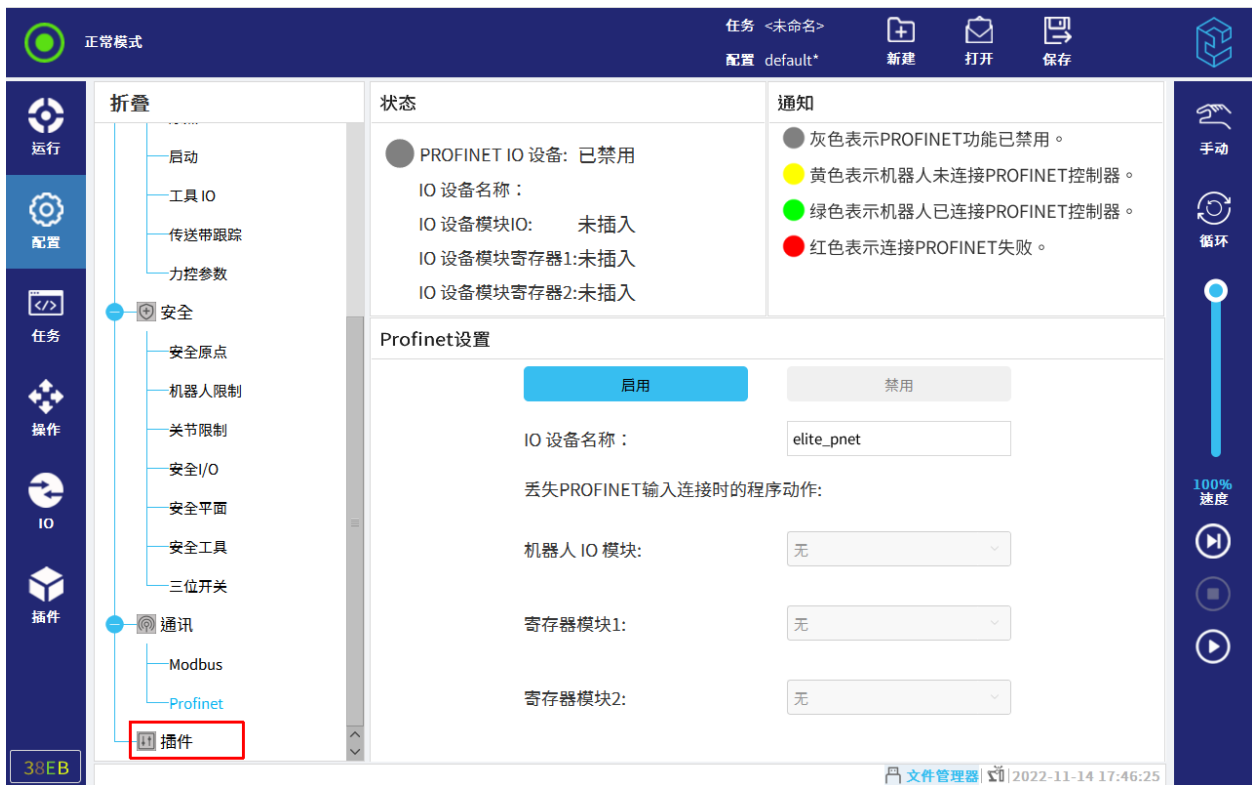 正常模式
任务 <未命名>
配置 default*
新建
打开
保存
运行
配置
任务
操作
IO
插件
38EB
折叠
启动
工具 IO
传送带跟踪
力控参数
安全
安全原点
机器人限制
关节限制
安全I/O
安全平面
安全工具
三位开关
通讯
Modbus
Profinet
插件
状态
PROFINET IO 设备: 已禁用
IO 设备名称：
IO 设备模块IO: 未插入
IO 设备模块寄存器1:未插入
IO 设备模块寄存器2:未插入
通知
灰色表示PROFINET功能已禁用。
黄色表示机器人未连接PROFINET控制器。
绿色表示机器人已连接PROFINET控制器。
红色表示连接PROFINET失败。
Profinet设置
启用
禁用
IO 设备名称：
elite_pnet
丢失PROFINET输入连接时的程序动作:
机器人 IO 模块:
无
寄存器模块1:
无
寄存器模块2:
无
手动
循环
100%
速度
文件管理器
2022-11-14 17:46:25